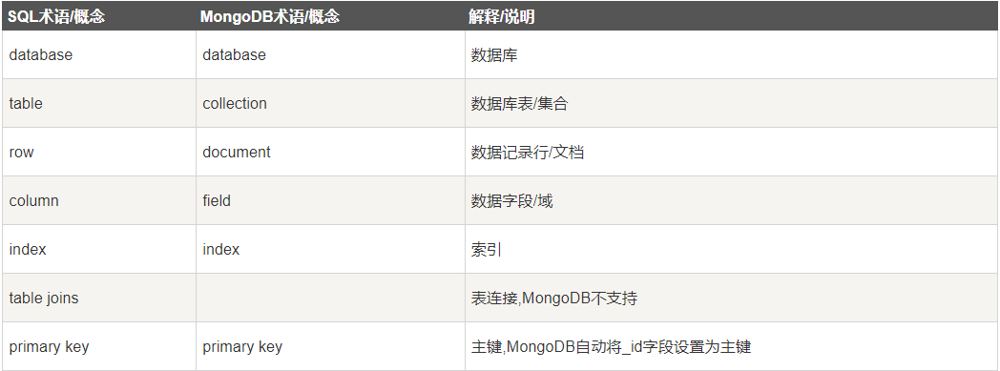 SQL术语/概念 MongoDB术语/概念 解释/说明
database database 数据库
table collection 数据库表/集合
row document 数据记录行/文档
column field 数据字段/域
index index 索引
table joins 表连接,MongoDB不支持
primary key primary key 主键,MongoDB自动将_id字段设置为主键